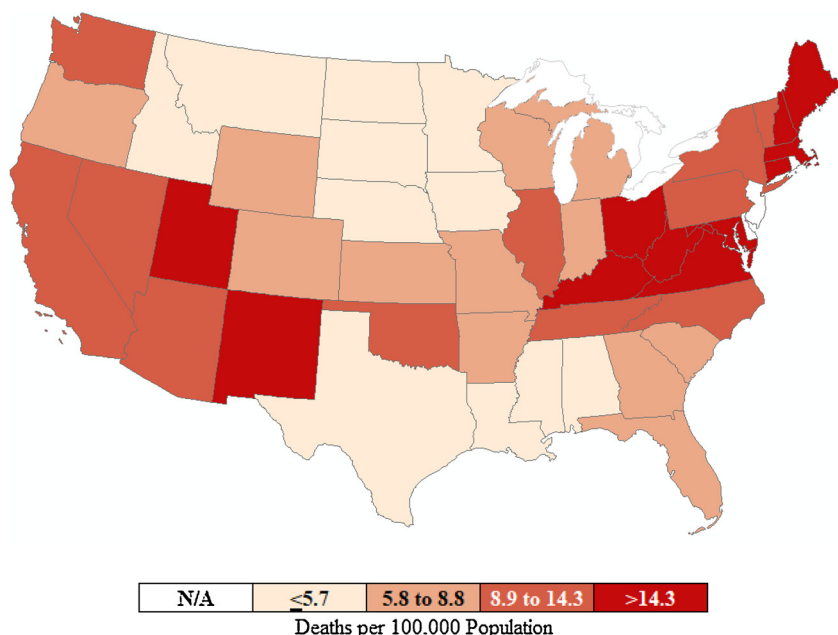 N/A ≤5.7 5.8 to 8.8 8.9 to 14.3 >14.3
Deaths per 100.000 Population